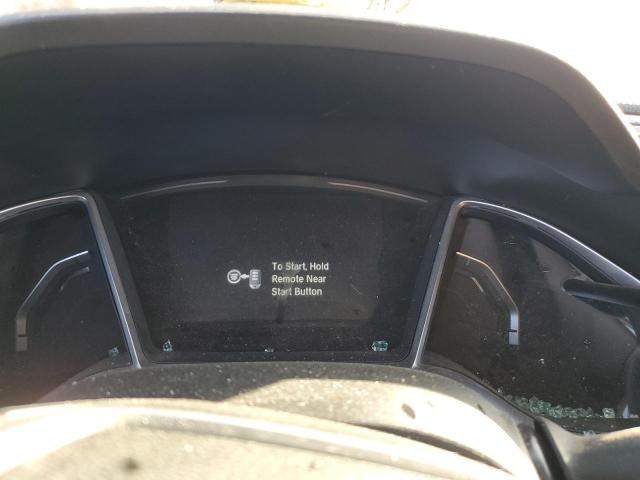 To Start, Hold
Remote Near
Start Button